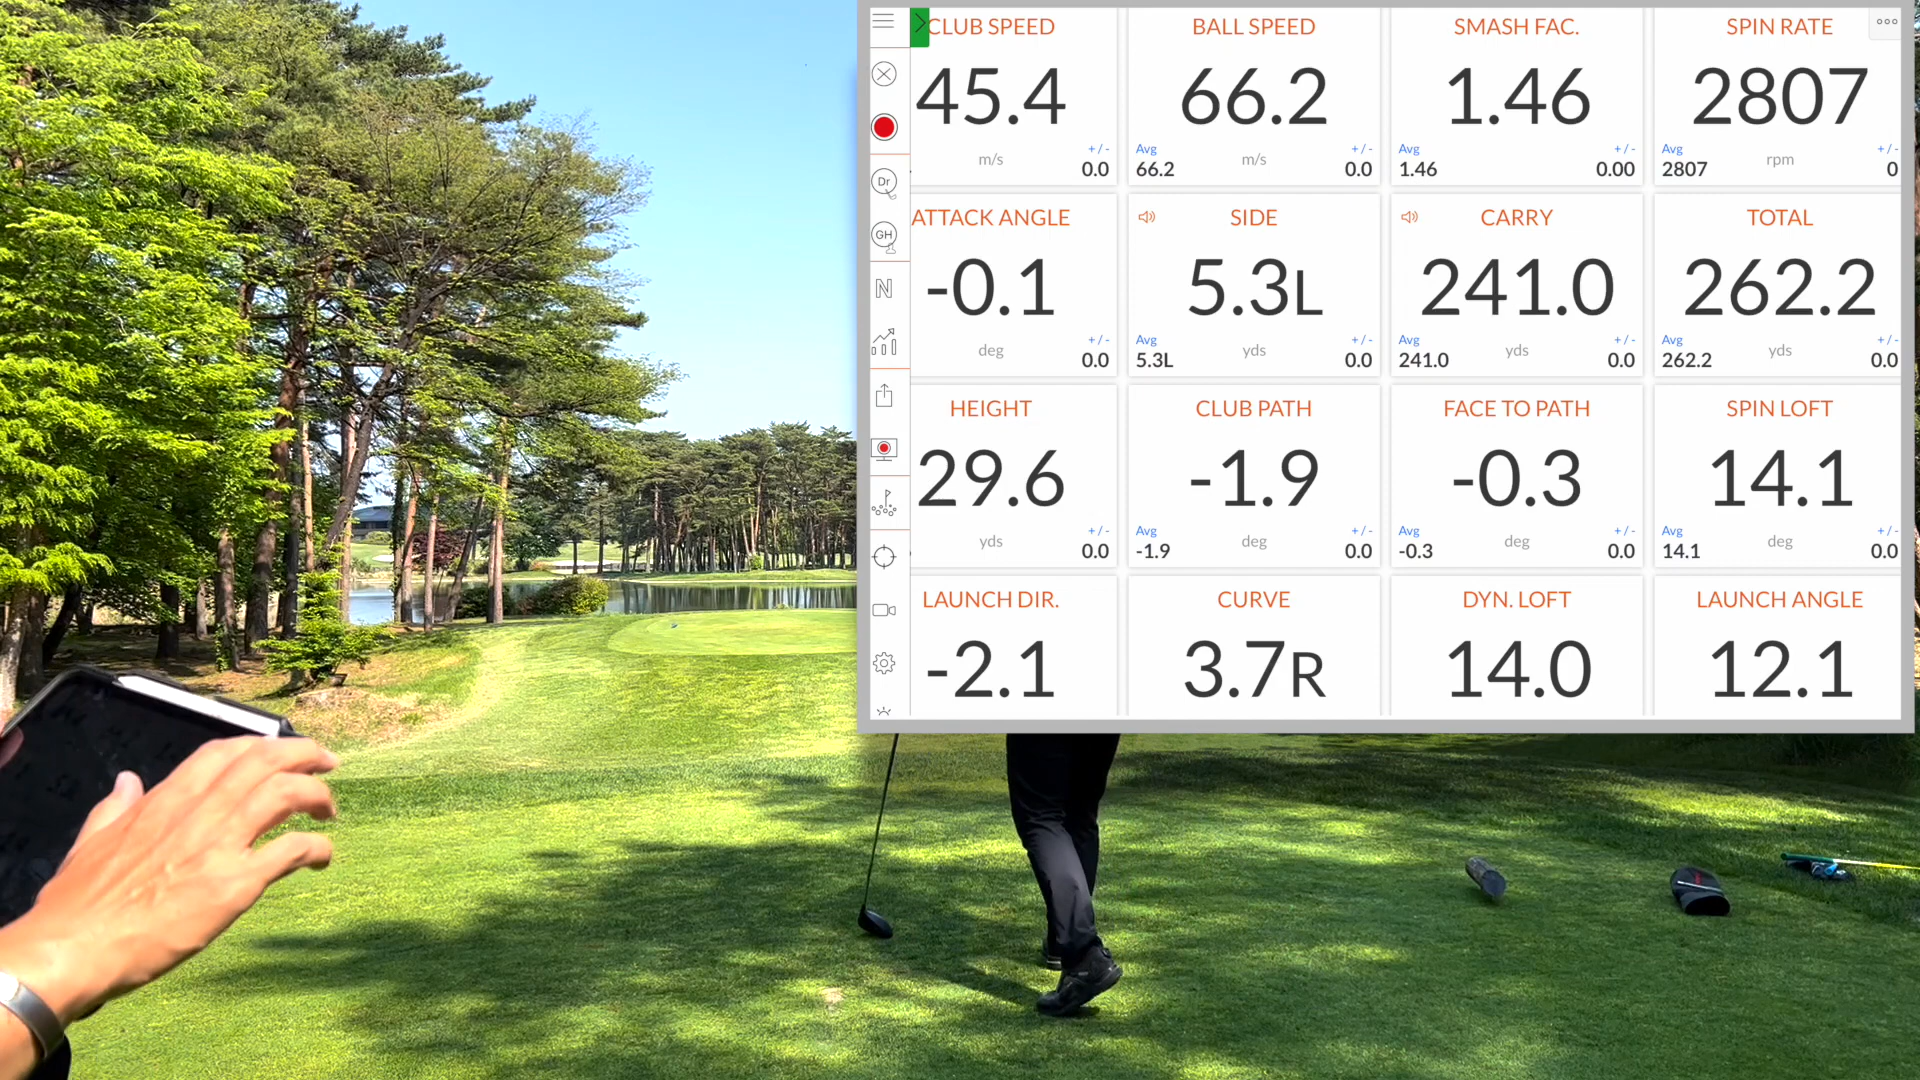 CLUB SPEED BALL SPEED SMASH FAC. SPIN RATE
45.4 66.2 1.46 2807
m/s +/- 0.0 Avg 66.2 m/s +/- 0.0 Avg 1.46 +/- 0.00 Avg 2807 rpm +/- 0
ATTACK ANGLE SIDE CARRY TOTAL
-0.1 5.3L 241.0 262.2
deg +/- 0.0 Avg 5.3L yds +/- 0.0 Avg 241.0 yds +/- 0.0 Avg 262.2 yds +/- 0.0
HEIGHT CLUB PATH FACE TO PATH SPIN LOFT
29.6 -1.9 -0.3 14.1
yds +/- 0.0 Avg -1.9 deg +/- 0.0 Avg -0.3 deg +/- 0.0 Avg 14.1 deg +/- 0.0
LAUNCH DIR. CURVE DYN. LOFT LAUNCH ANGLE
-2.1 3.7R 14.0 12.1
Dr
GH
N